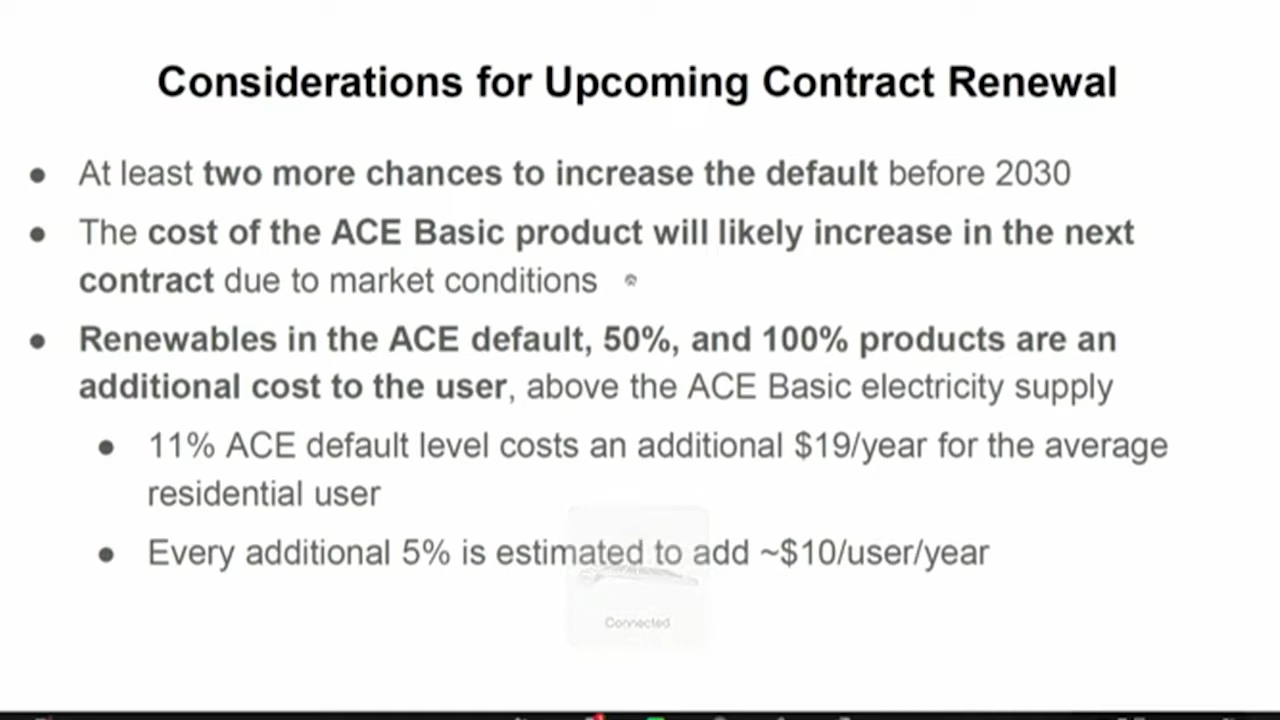 Considerations for Upcoming Contract Renewal
● At least two more chances to increase the default before 2030
● The cost of the ACE Basic product will likely increase in the next
contract due to market conditions
● Renewables in the ACE default, 50%, and 100% products are an
additional cost to the user, above the ACE Basic electricity supply
● 11% ACE default level costs an additional $19/year for the average
residential user
● Every additional 5% is estimated to add ~$10/user/year
Connected